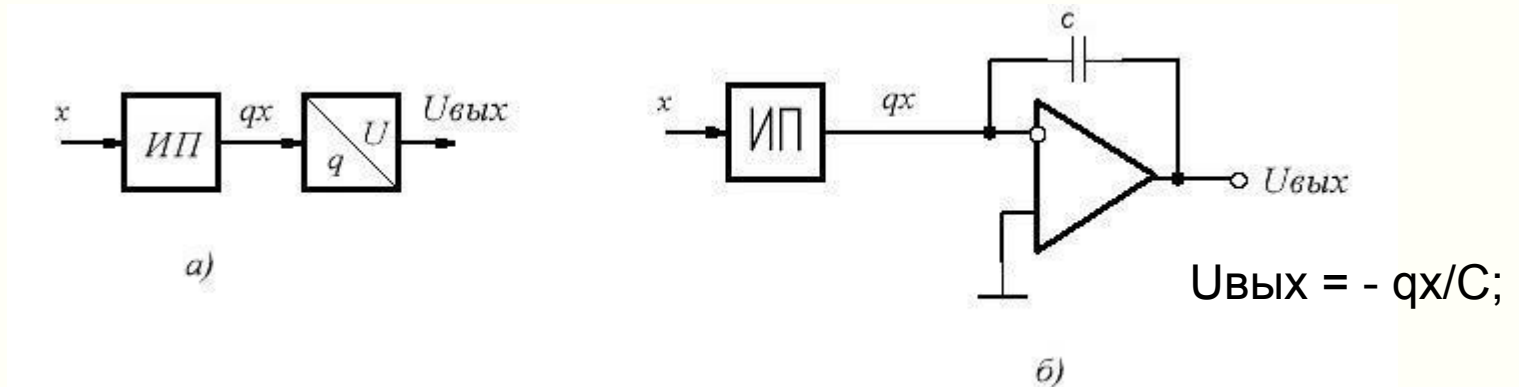 x
ИП
qx
q
U
Uвых
а)
x
ИП
qx
c
Uвых
Uвых = - qx/C;
б)